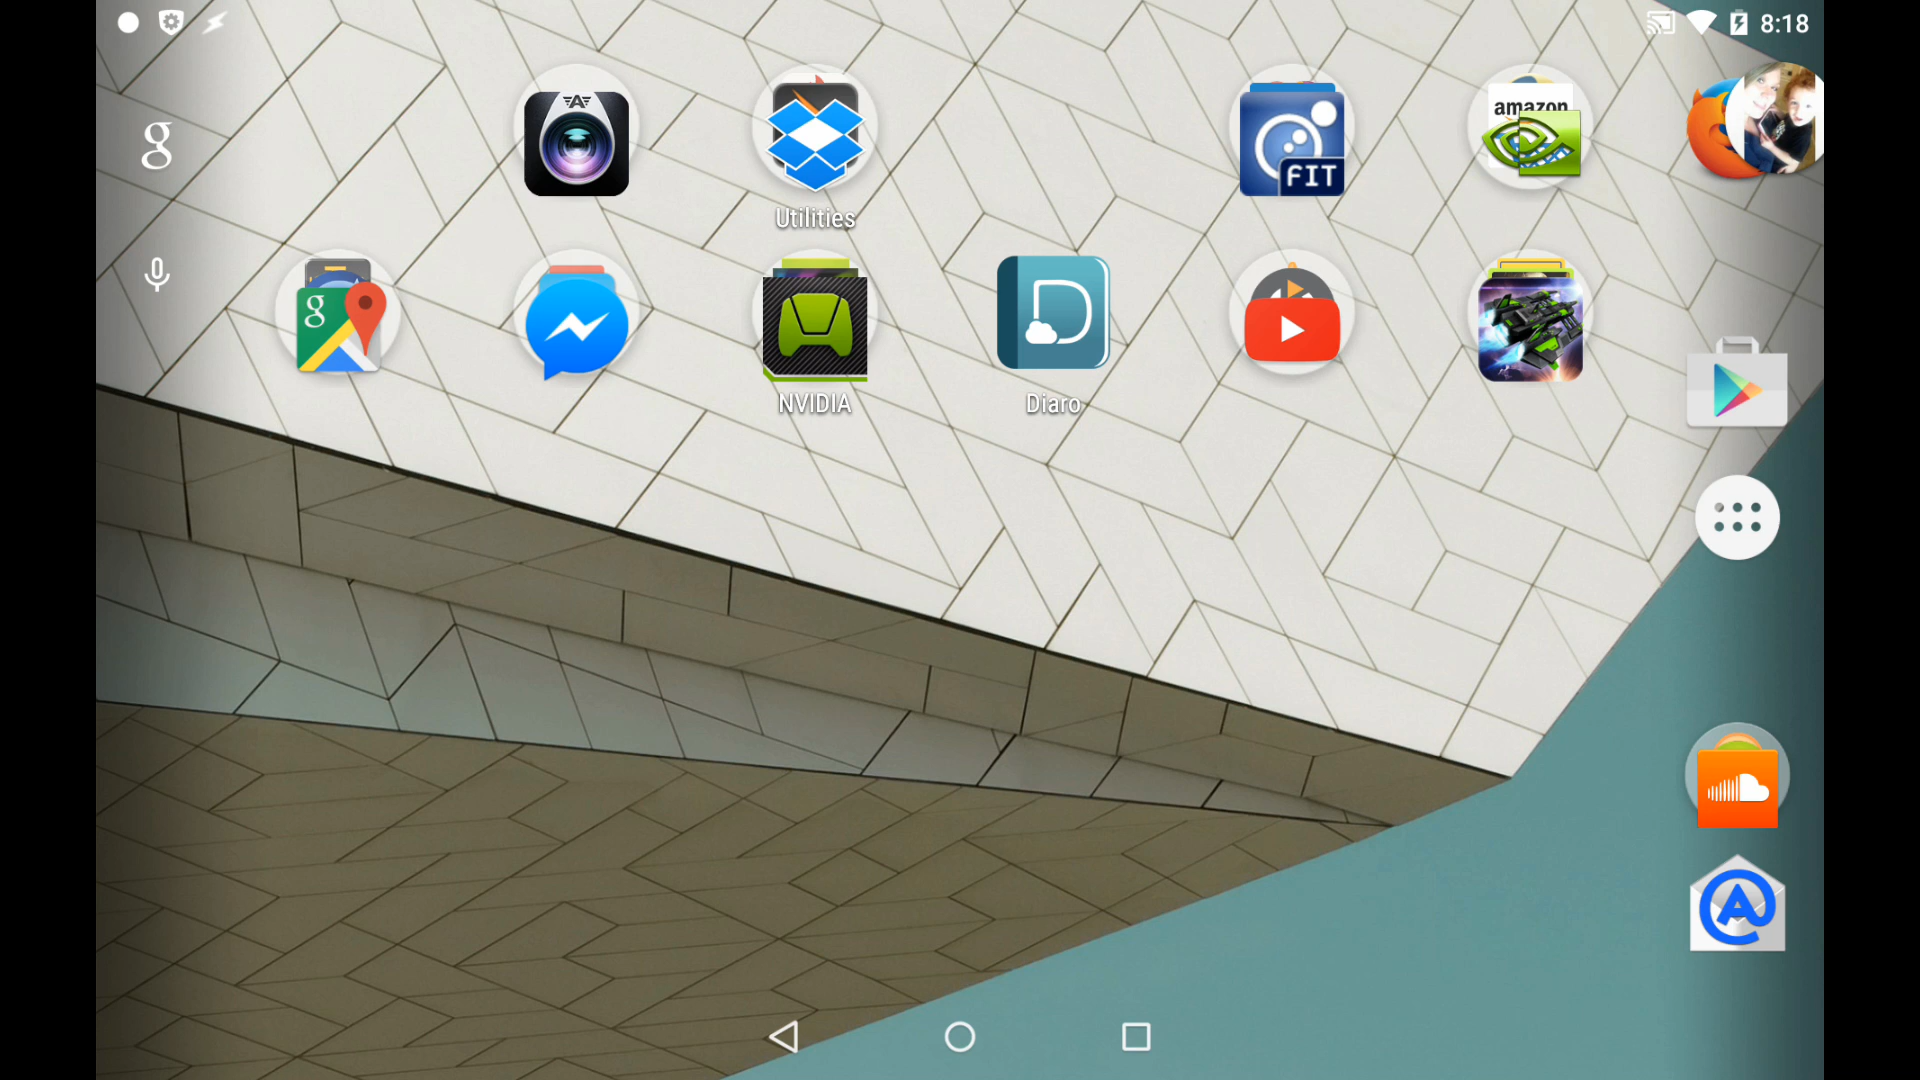 8:18
g
A
amazon
FIT
Utilities
g
D
NVIDIA
Diaro
A